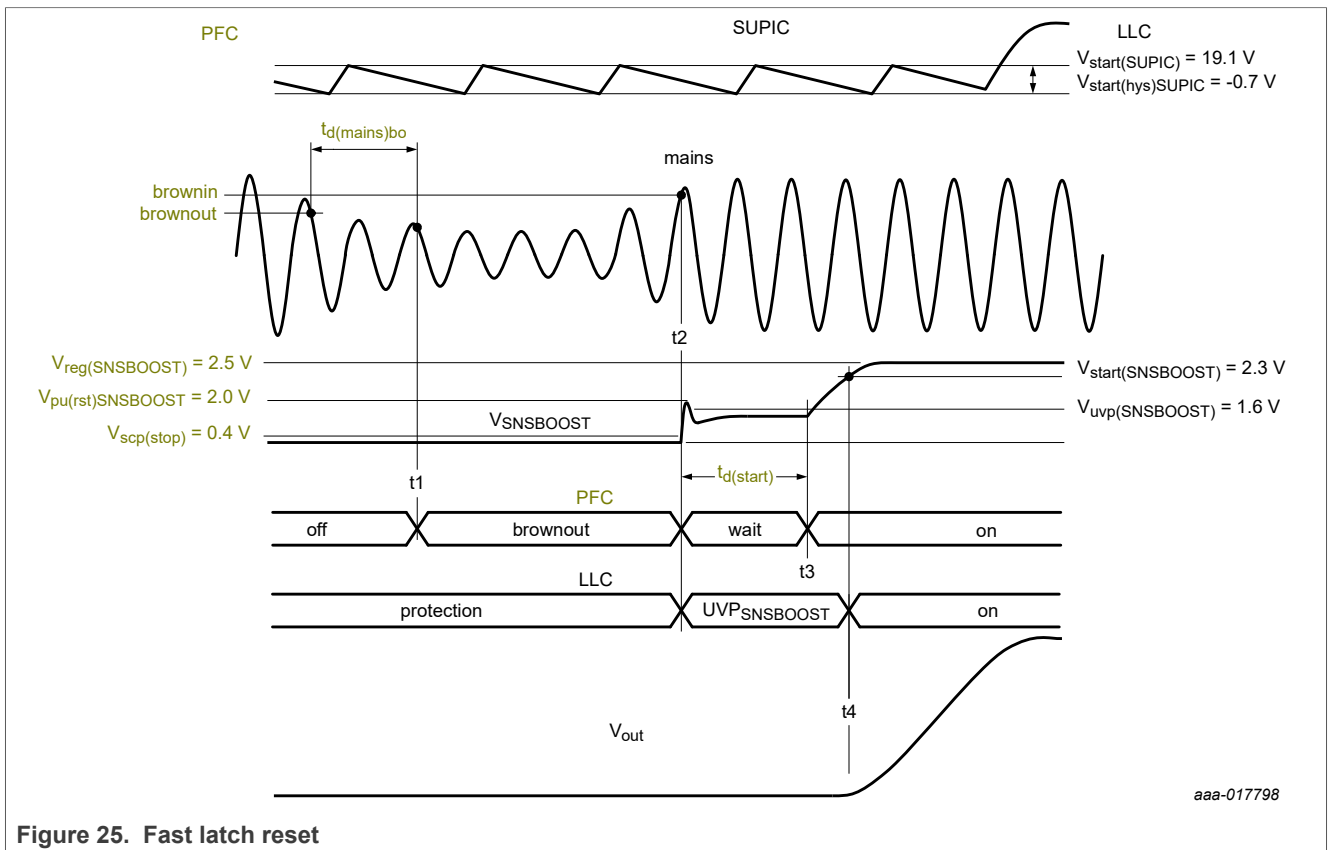 PFC
SUPIC
LLC
Vstart(SUPIC) = 19.1 V
Vstart(hys)SUPIC = -0.7 V
td(mains)bo
mains
brownin
brownout
t2
Vreg(SNSBOOST) = 2.5 V
Vstart(SNSBOOST) = 2.3 V
Vpu(rst)SNSBOOST = 2.0 V
Vuvp(SNSBOOST) = 1.6 V
VSNSBOOST
Vscp(stop) = 0.4 V
td(start)
t1
PFC
off
brownout
wait
on
t3
LLC
protection
UVPSNSBOOST
on
t4
Vout
aaa-017798
Figure 25. Fast latch reset